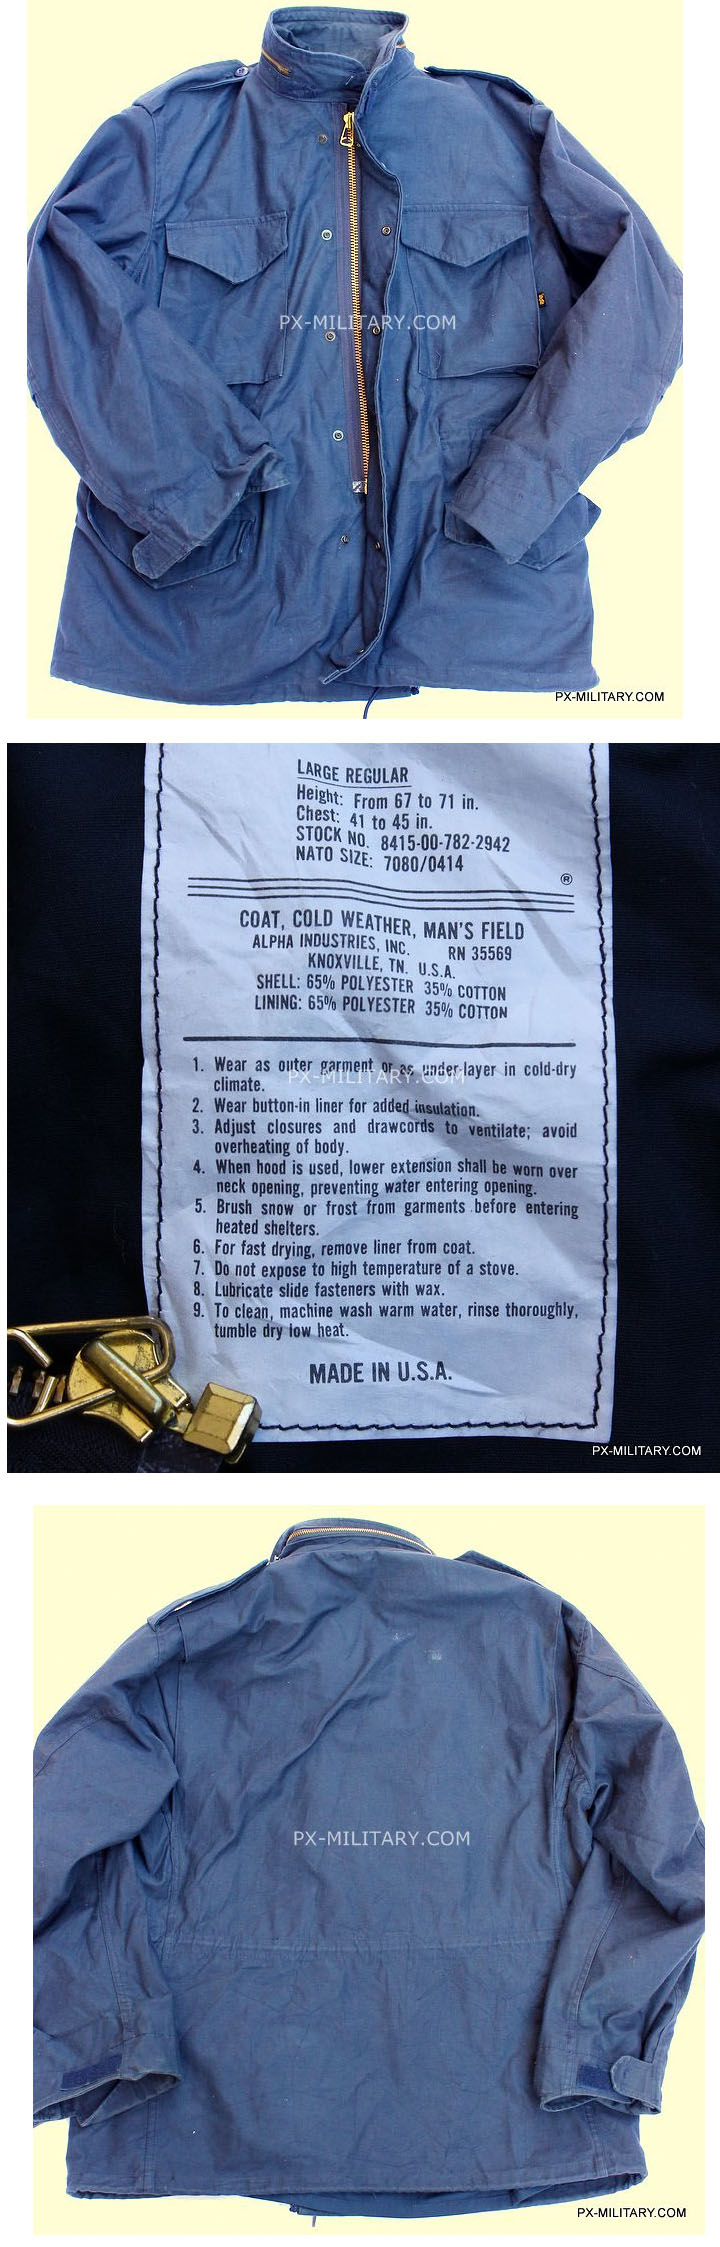 PX-MILITARY.COM
PX-MILITARY.COM
LARGE REGULAR
Height: From 67 to 71 in.
Chest: 41 to 45 in.
STOCK NO. 8415-00-782-2942
NATO SIZE: 7080/0414
®
COAT, COLD WEATHER, MAN'S FIELD
ALPHA INDUSTRIES, INC. RN 35569
KNOXVILLE, TN. U.S.A.
SHELL: 65% POLYESTER 35% COTTON
LINING: 65% POLYESTER 35% COTTON
1. Wear as outer garment or as under-layer in cold-dry
climate.
PX-MILITARY.COM
2. Wear button-in liner for added insulation.
3. Adjust closures and drawcords to ventilate; avoid
overheating of body.
4. When hood is used, lower extension shall be worn over
neck opening, preventing water entering opening.
5. Brush snow or frost from garments before entering
heated shelters.
6. For fast drying, remove liner from coat.
7. Do not expose to high temperature of a stove.
8. Lubricate slide fasteners with wax.
9. To clean, machine wash warm water, rinse thoroughly,
tumble dry low heat.
MADE IN U.S.A.
PX-MILITARY.COM
PX-MILITARY.COM
PX-MILITARY.COM